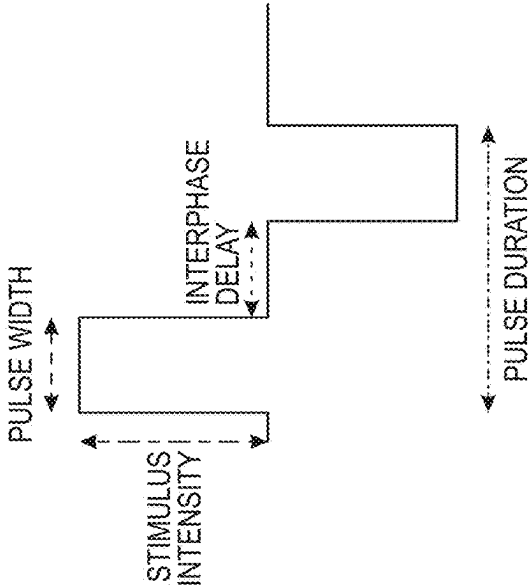 PULSE WIDTH
STIMULUS
INTENSITY
INTERPHASE
DELAY
PULSE DURATION